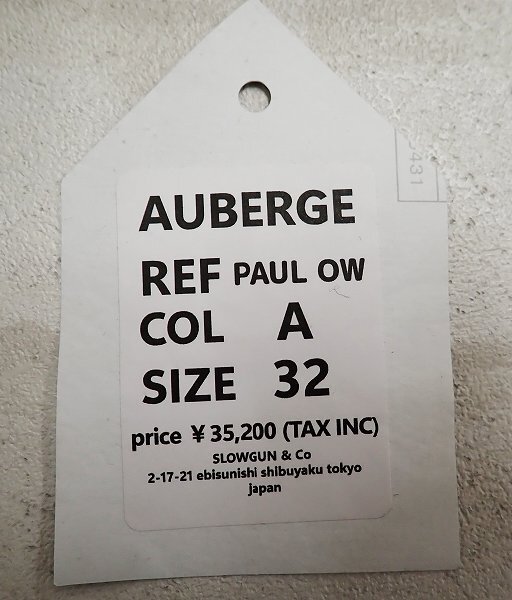 AUBERGE
REF PAUL OW
COL A
SIZE 32
price ¥ 35,200 (TAX INC)
SLOWGUN & Co
2-17-21 ebisunishi shibuyaku tokyo
japan
2431